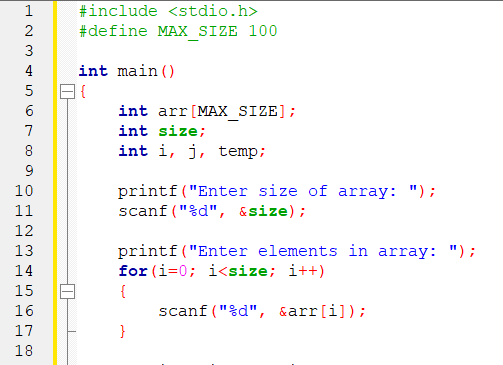 1 #include <stdio.h>
2 #define MAX_SIZE 100
3
4 int main()
5 {
6 int arr[MAX_SIZE];
7 int size;
8 int i, j, temp;
9
10 printf("Enter size of array: ");
11 scanf("%d", &size);
12
13 printf("Enter elements in array: ");
14 for(i=0; i<size; i++)
15 {
16 scanf("%d", &arr[i]);
17 }
18